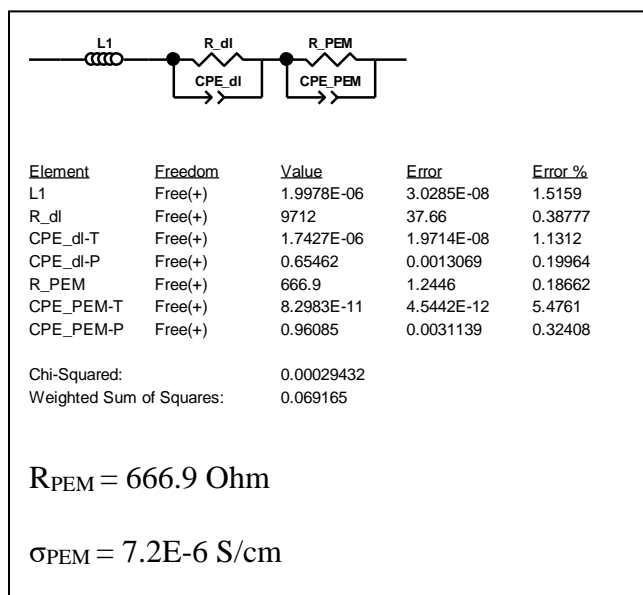 L1 R_dl R_PEM
CPE_dl CPE_PEM
Element Freedom Value Error Error %
L1 Free(+) 1.9978E-06 3.0285E-08 1.5159
R_dl Free(+) 9712 37.66 0.38777
CPE_dl-T Free(+) 1.7427E-06 1.9714E-08 1.1312
CPE_dl-P Free(+) 0.65462 0.0013069 0.19964
R_PEM Free(+) 666.9 1.2446 0.18662
CPE_PEM-T Free(+) 8.2983E-11 4.5442E-12 5.4761
CPE_PEM-P Free(+) 0.96085 0.0031139 0.32408
Chi-Squared: 0.00029432
Weighted Sum of Squares: 0.069165
RPEM = 666.9 Ohm
σPEM = 7.2E-6 S/cm